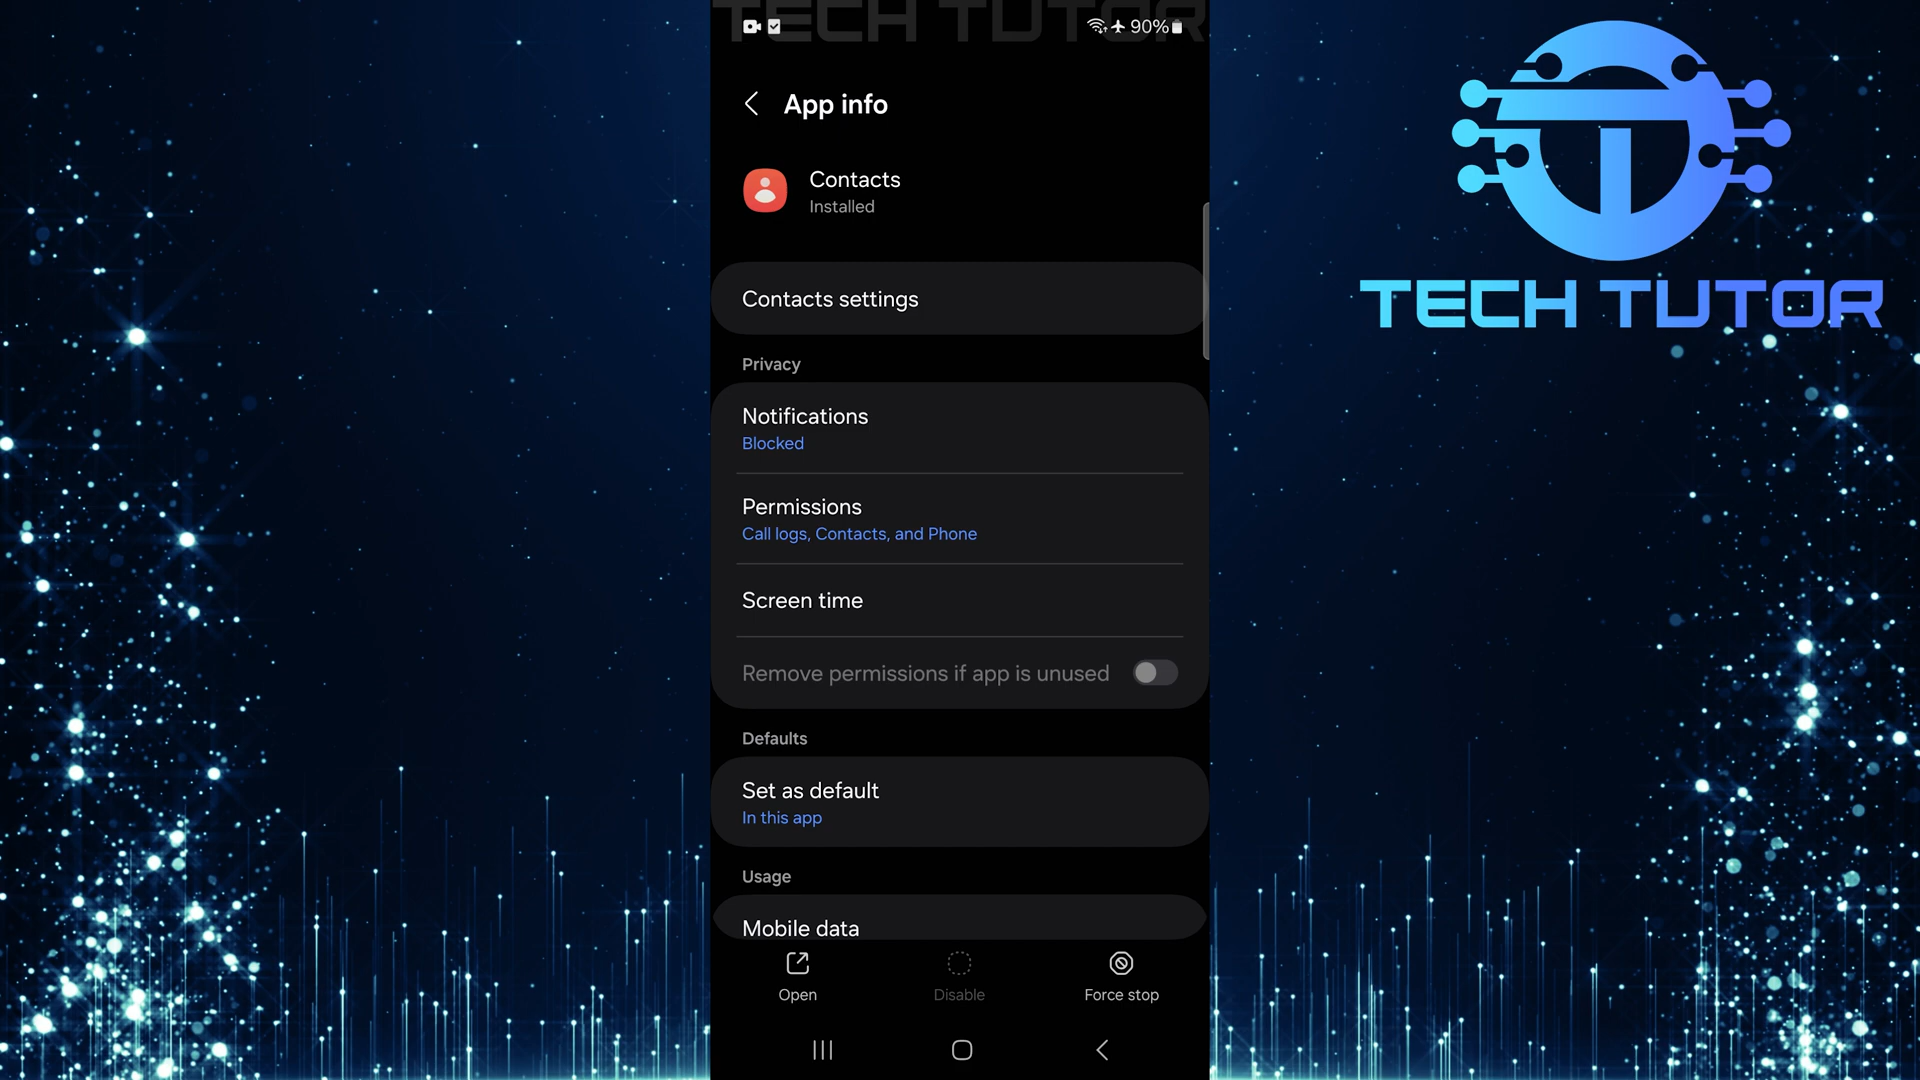 TECH TUTOR
90%
App info
Contacts
Installed
Contacts settings
Privacy
Notifications
Blocked
Permissions
Call logs, Contacts, and Phone
Screen time
Remove permissions if app is unused
Defaults
Set as default
In this app
Usage
Mobile data
Open
Disable
Force stop
TECH TUTOR